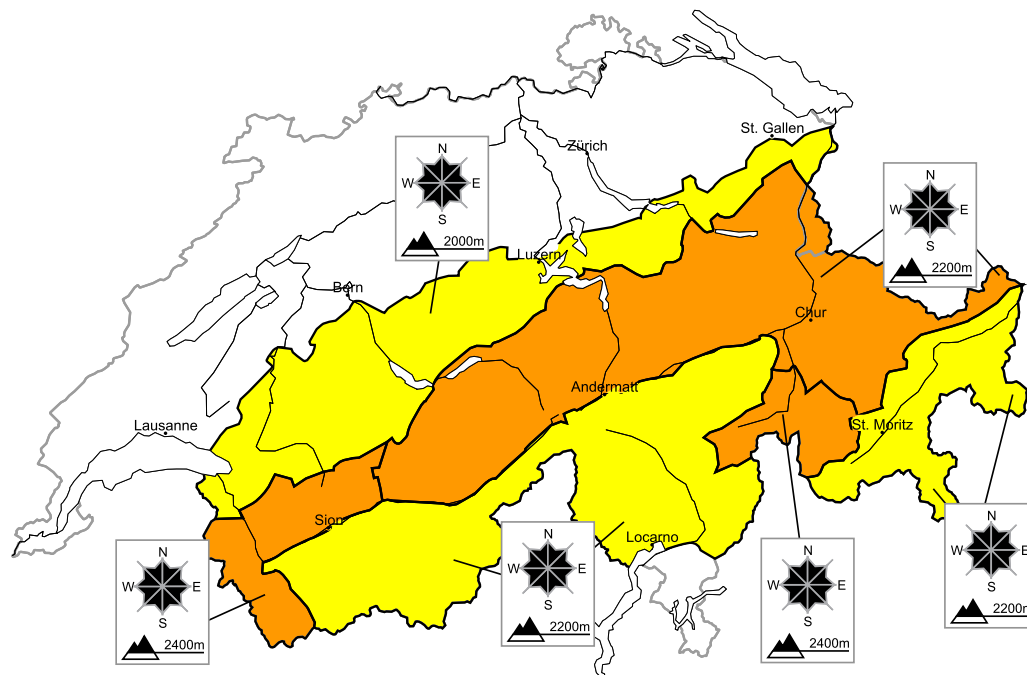 St. Gallen
Zürich
N
W E
S
2000m
N
W E
S
2200m
Luzern
Bern
Chur
Andermatt
Lausanne
St. Moritz
Sion
Locarno
N
W E
S
2400m
N
W E
S
2200m
N
W E
S
2400m
N
W E
S
2200m